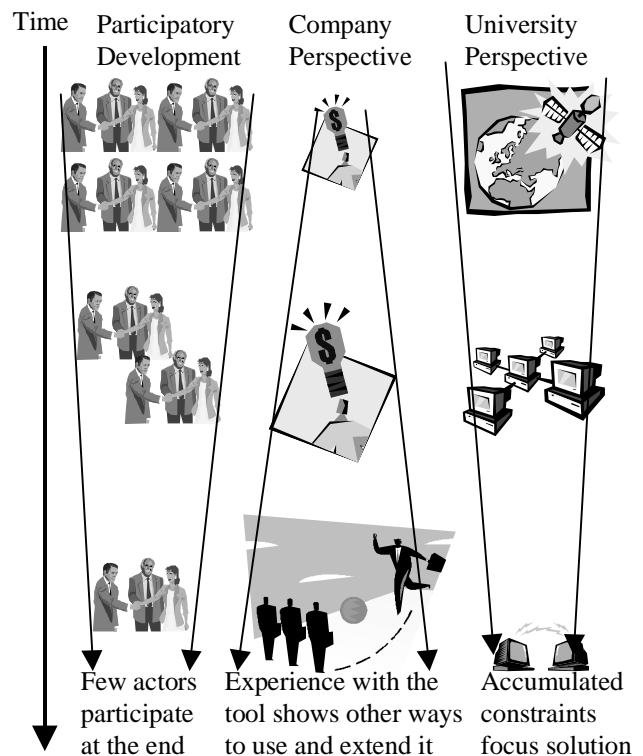 Time
Participatory
Development
Company
Perspective
University
Perspective
$
$
Few actors
participate
at the end
Experience with the
tool shows other ways
to use and extend it
Accumulated
constraints
focus solution